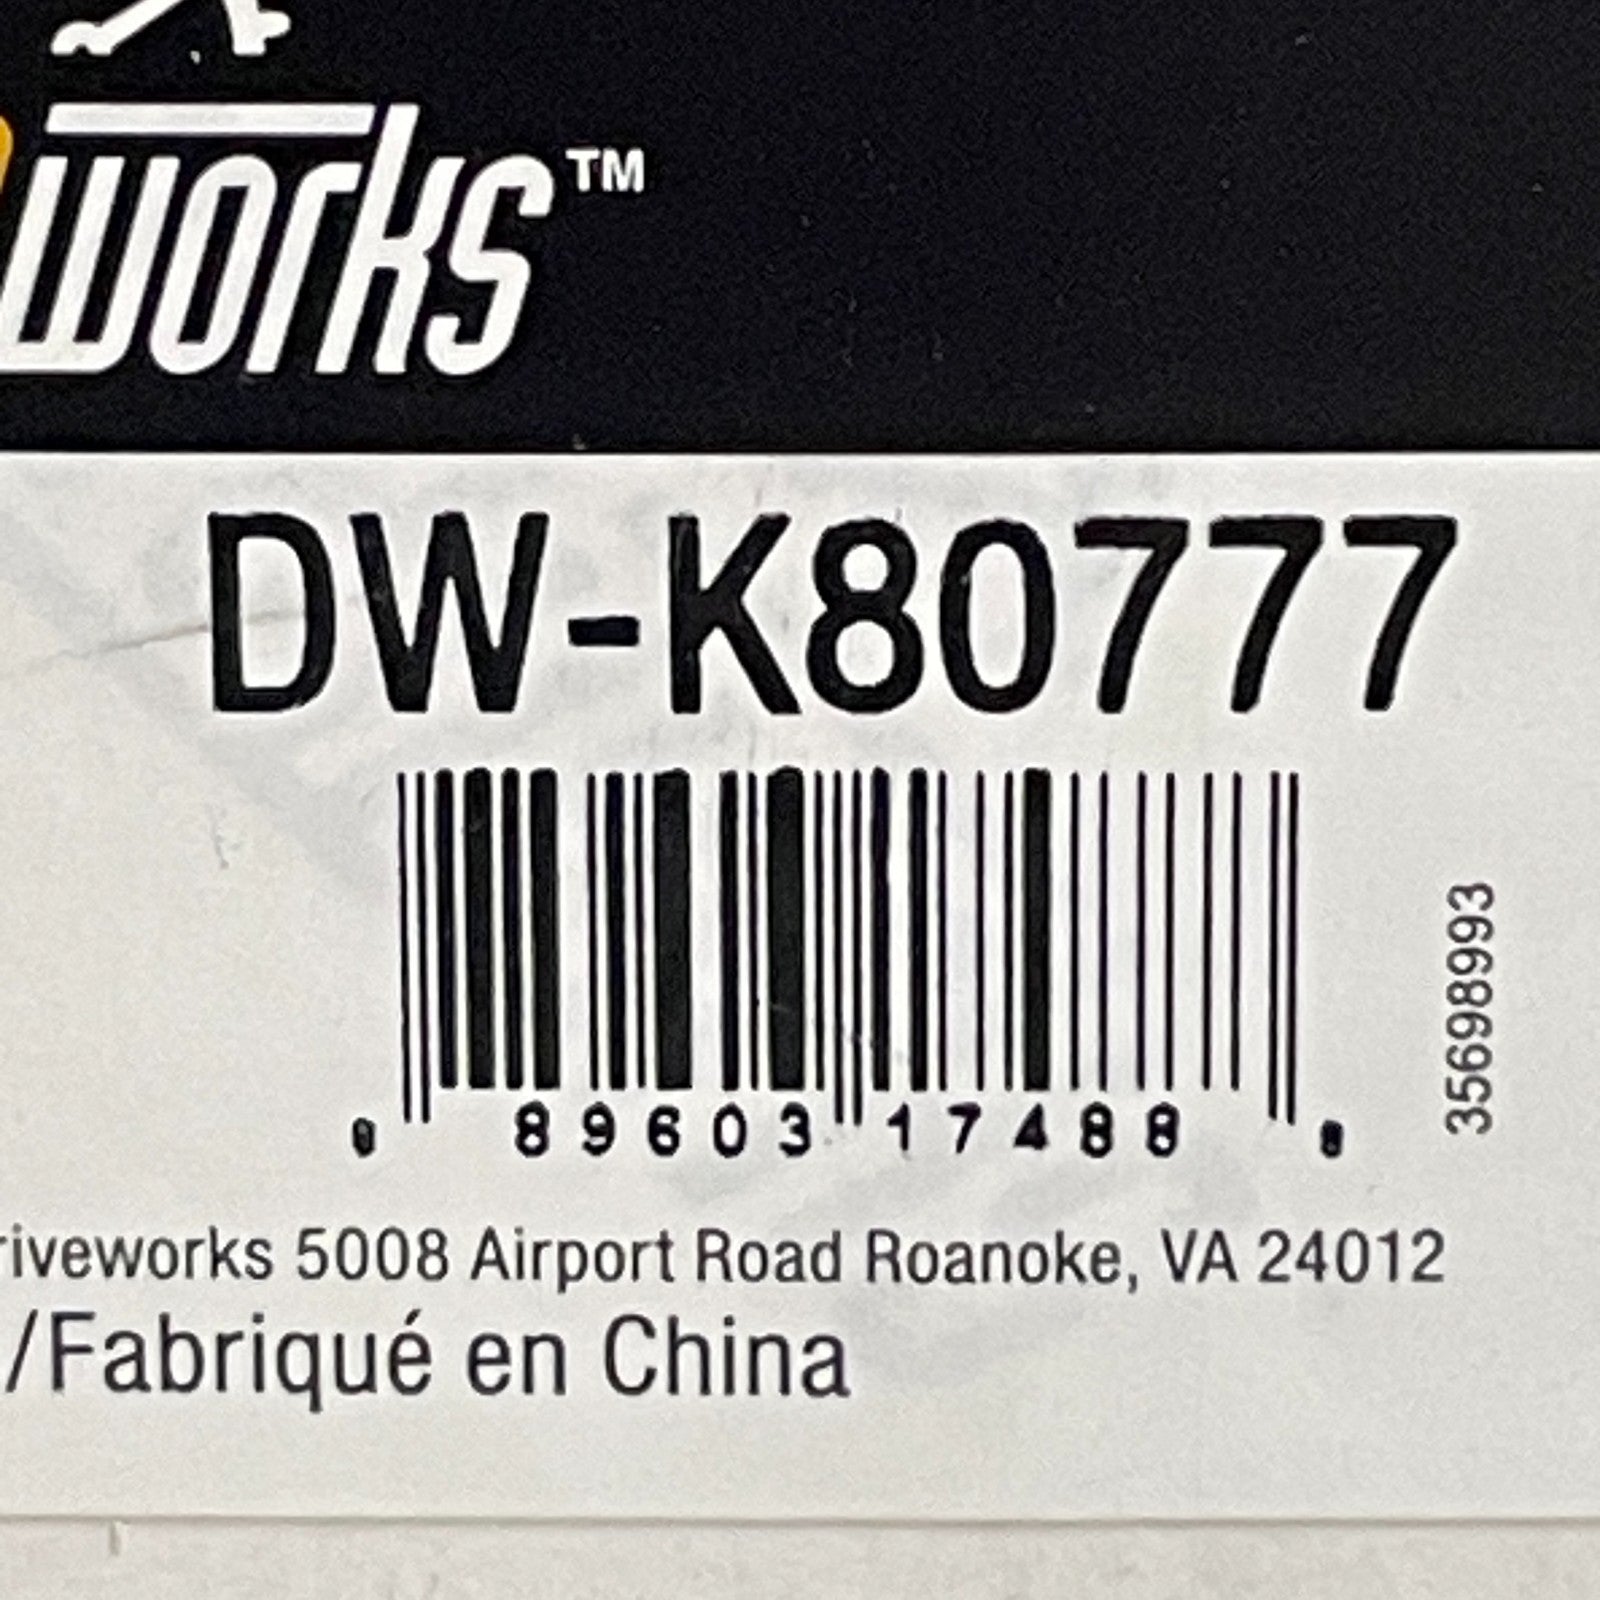 works™
DW-K80777
0 89603 17488 8
35698993
riveworks 5008 Airport Road Roanoke, VA 24012
/Fabriqué en China